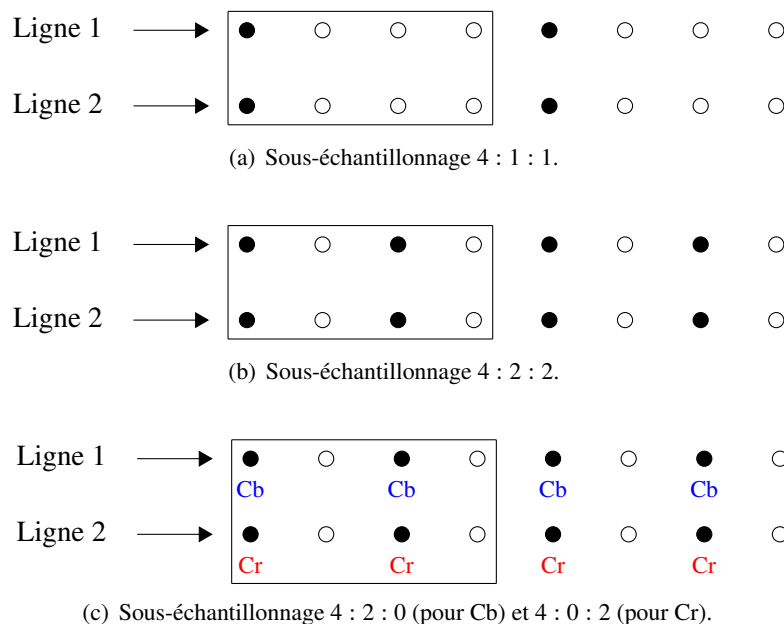 Ligne 1
Ligne 2
(a) Sous-échantillonnage 4 : 1 : 1.
Ligne 1
Ligne 2
(b) Sous-échantillonnage 4 : 2 : 2.
Ligne 1
Cb Cb Cb Cb
Ligne 2
Cr Cr Cr Cr
(c) Sous-échantillonnage 4 : 2 : 0 (pour Cb) et 4 : 0 : 2 (pour Cr).